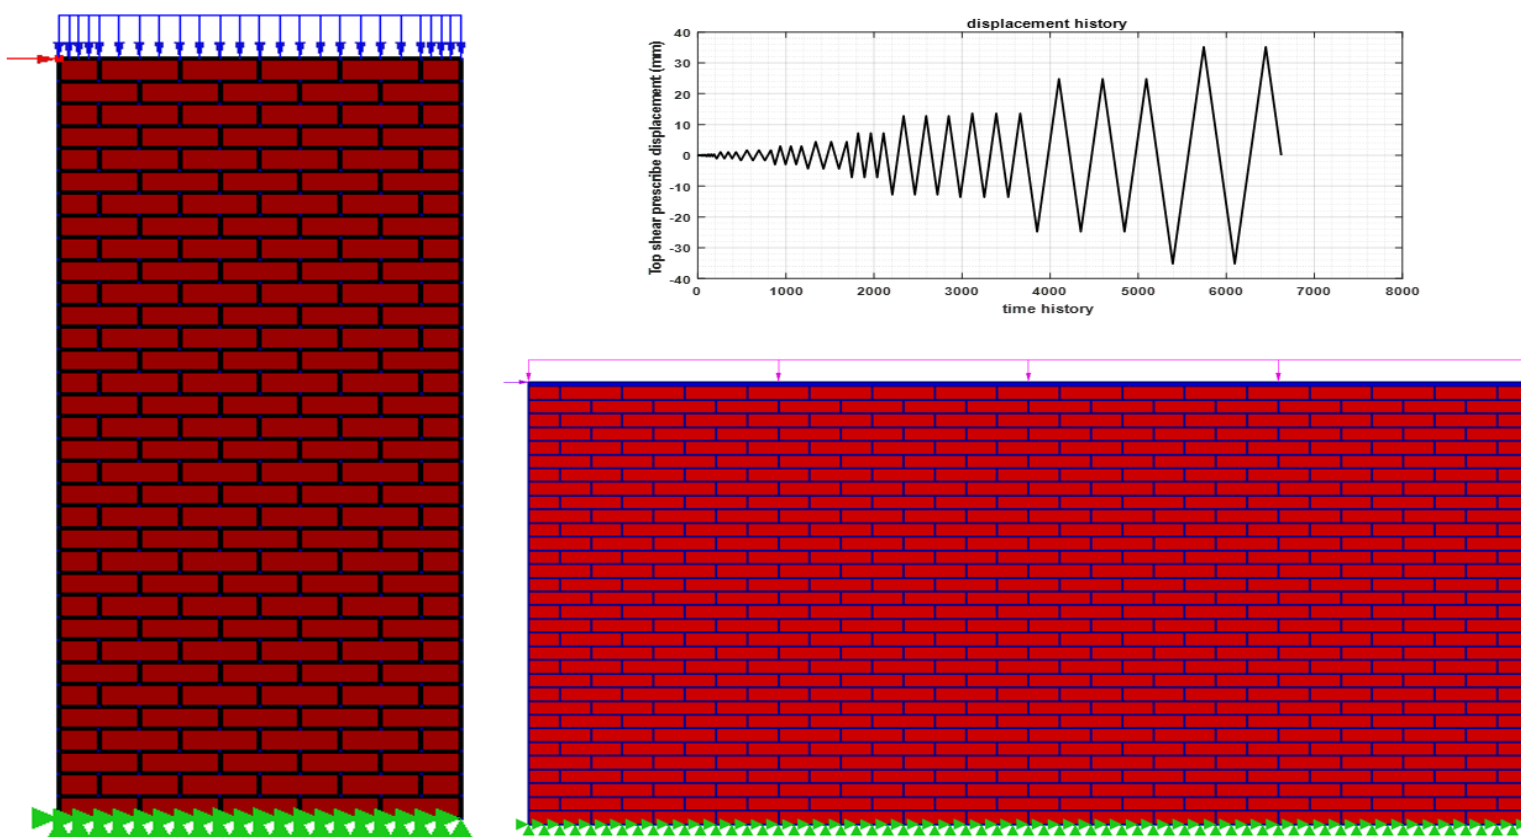 displacement history
Top shear prescribe displacement (mm)
40
30
20
10
0
-10
-20
-30
-40
0 1000 2000 3000 4000 5000 6000 7000 8000
time history